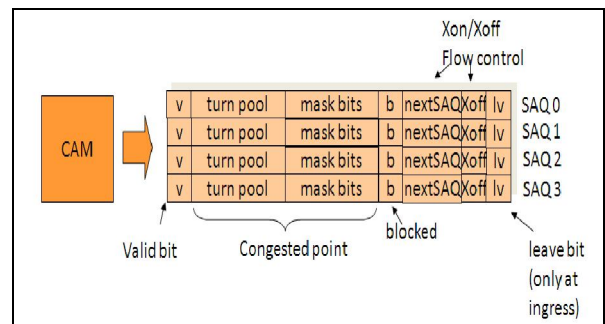 Xon/Xoff
Flow control
CAM
v turn pool mask bits b nextSAQ Xoff lv SAQ 0
v turn pool mask bits b nextSAQ Xoff lv SAQ 1
v turn pool mask bits b nextSAQ Xoff lv SAQ 2
v turn pool mask bits b nextSAQ Xoff lv SAQ 3
Valid bit
Congested point
blocked
leave bit
(only at
ingress)